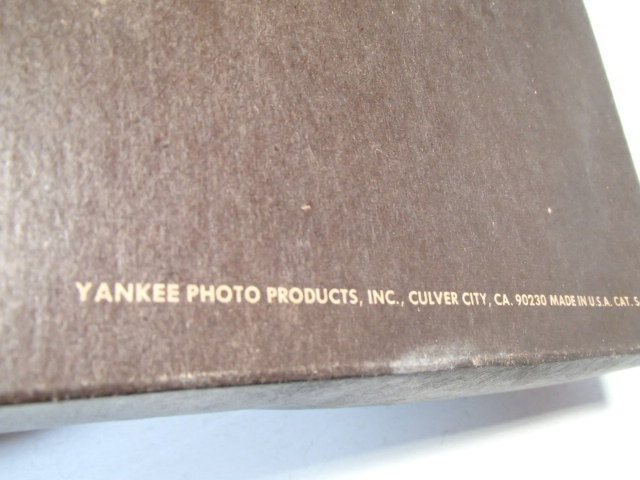 YANKEE PHOTO PRODUCTS, INC., CULVER CITY, CA. 90230 MADE IN U.S.A. CAT. S